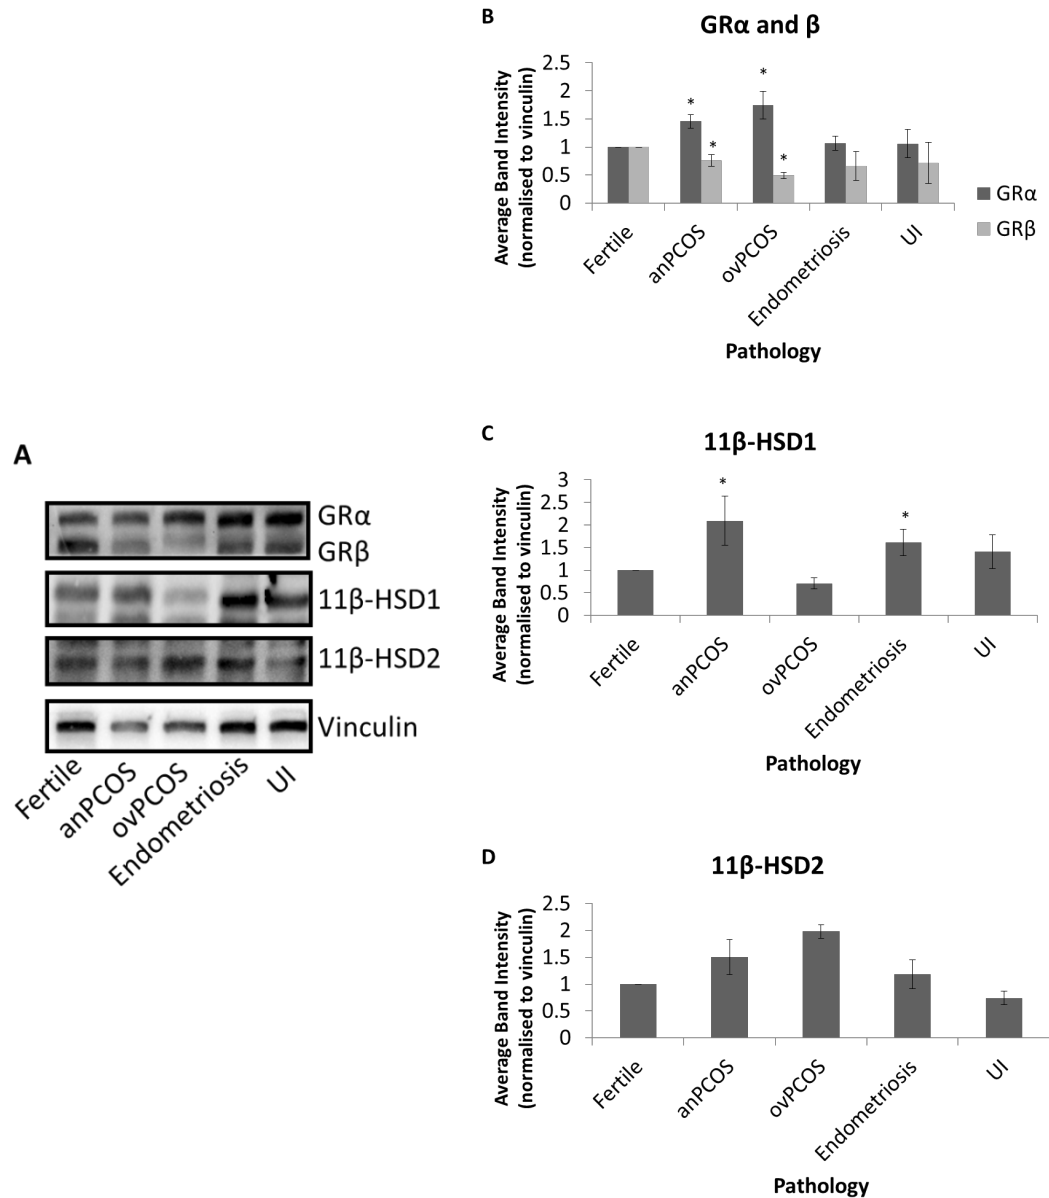 A
GRα
GRβ
11β-HSD1
11β-HSD2
Vinculin
Fertile
anPCOS
ovPCOS
Endometriosis
UI
B
GRα and β
Average Band Intensity
(normalised to vinculin)
2.5
2
1.5
1
0.5
0
*
*
*
*
Fertile
anPCOS
ovPCOS
Endometriosis
UI
Pathology
GRα
GRβ
C
11β-HSD1
Average Band Intensity
(normalised to vinculin)
3
2.5
2
1.5
1
0.5
0
*
*
Fertile
anPCOS
ovPCOS
Endometriosis
UI
Pathology
D
11β-HSD2
Average Band Intensity
(normalised to vinculin)
2.5
2
1.5
1
0.5
0
Fertile
anPCOS
ovPCOS
Endometriosis
UI
Pathology